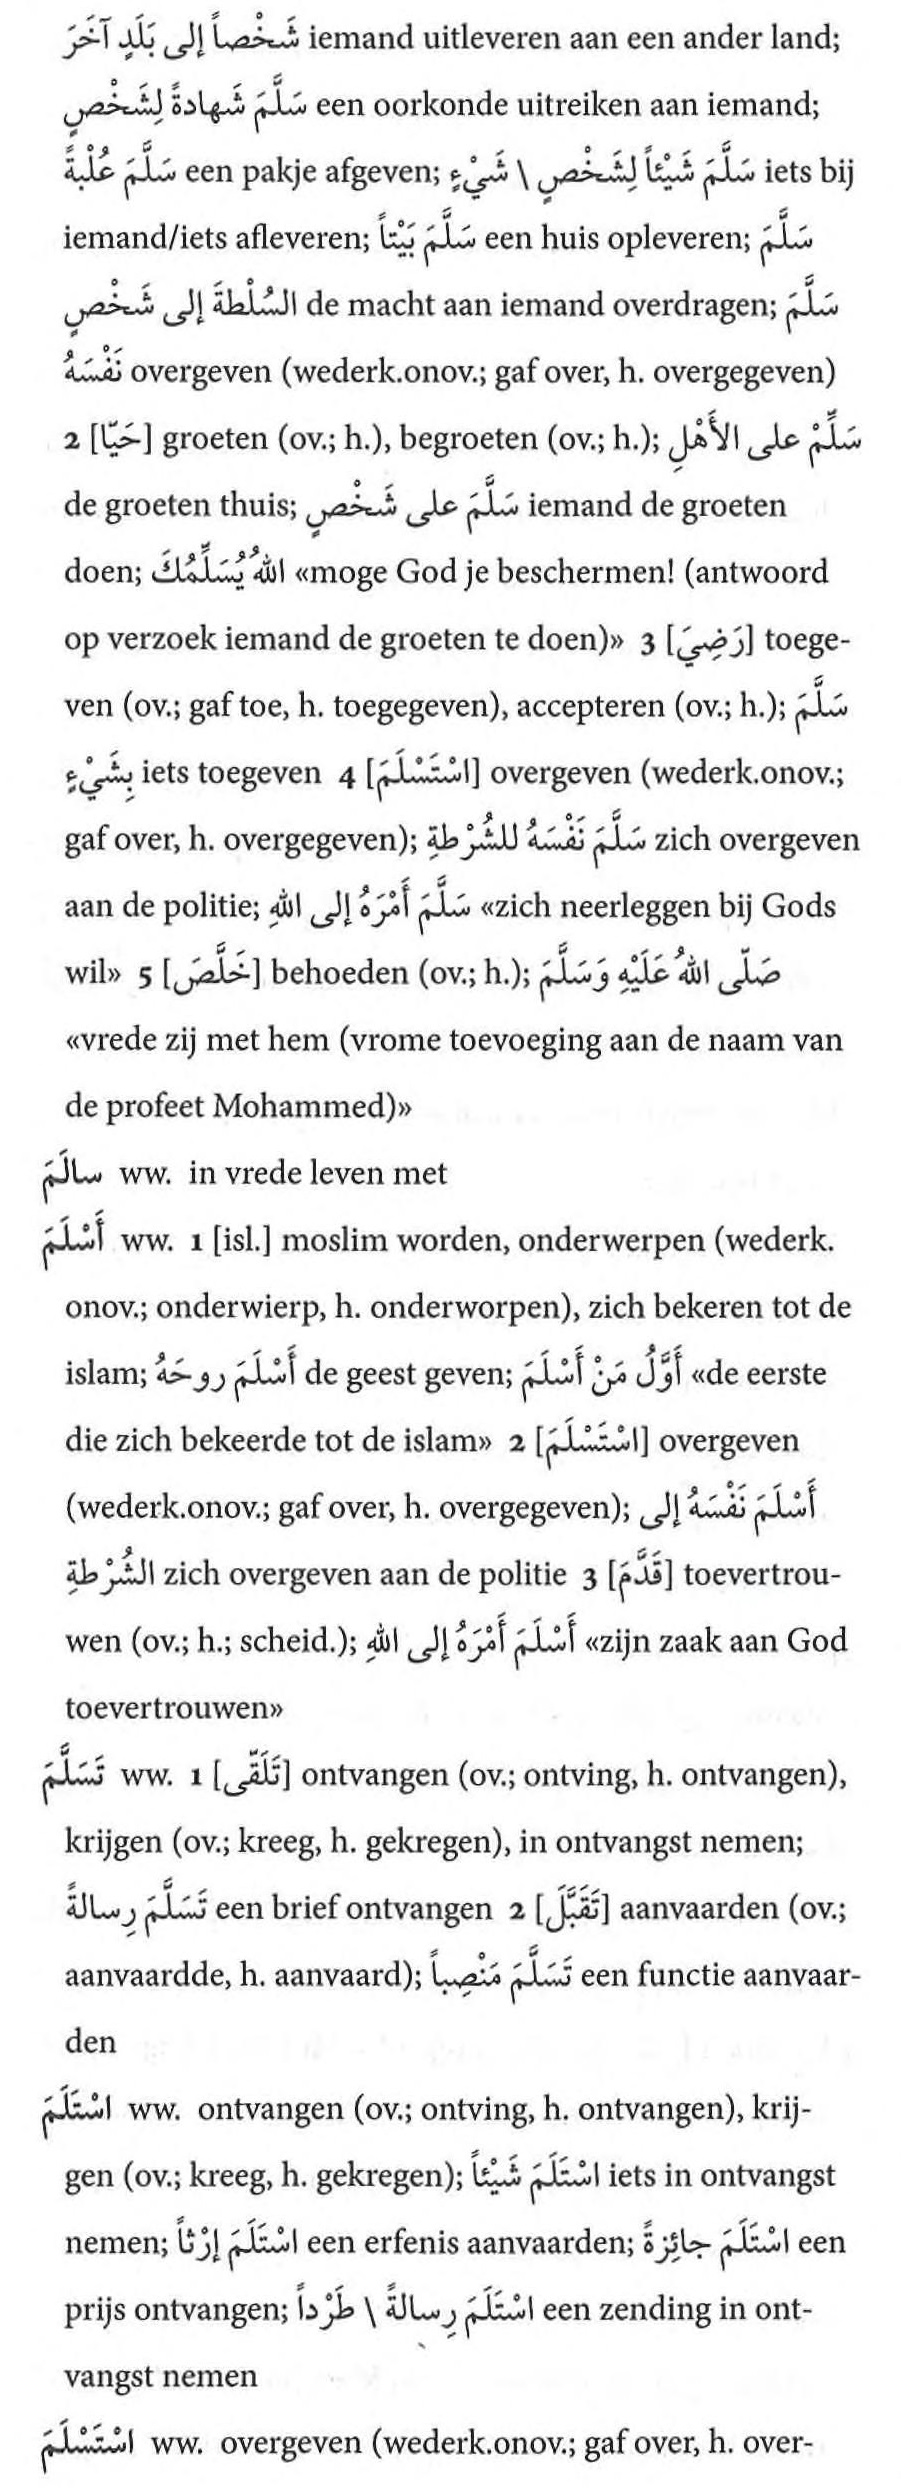 شَخْصاً إلى بَلَدٍ آخَرَ iemand uitleveren aan een ander land;
سَلَّمَ شَهادةً لِشَخْصٍ een oorkonde uitreiken aan iemand;
سَلَّمَ عُلْبةً een pakje afgeven; سَلَّمَ شَيْئاً لِشَخْصٍ \ شَيْءٍ iets bij
iemand/iets afleveren; سَلَّمَ بَيْتاً een huis opleveren; سَلَّمَ
السُلْطةَ إلى شَخْصٍ de macht aan iemand overdragen; سَلَّمَ
نَفْسَهُ overgeven (wederk.onov.; gaf over, h. overgegeven)
2 [حَيّا] groeten (ov.; h.), begroeten (ov.; h.); سَلِّمْ على الأَهْلِ
de groeten thuis; سَلَّمَ على شَخْصٍ iemand de groeten
doen; اللهُ يُسَلِّمُكَ «moge God je beschermen! (antwoord
op verzoek iemand de groeten te doen)» 3 [رَضِيَ] toege-
ven (ov.; gaf toe, h. toegegeven), accepteren (ov.; h.); سَلَّمَ
بِشَيْءٍ iets toegeven 4 [اسْتَسْلَمَ] overgeven (wederk.onov.;
gaf over, h. overgegeven); سَلَّمَ نَفْسَهُ للشُرْطةِ zich overgeven
aan de politie; سَلَّمَ أَمْرَهُ إلى اللهِ «zich neerleggen bij Gods
wil» 5 [خَلَّصَ] behoeden (ov.; h.); صَلّى اللهُ عَلَيْهِ وَسَلَّمَ
«vrede zij met hem (vrome toevoeging aan de naam van
de profeet Mohammed)»
سالَمَ ww. in vrede leven met
أَسْلَمَ ww. 1 [isl.] moslim worden, onderwerpen (wederk.
onov.; onderwierp, h. onderworpen), zich bekeren tot de
islam; أَسْلَمَ روحَهُ de geest geven; أَوَّلُ مَنْ أَسْلَمَ «de eerste
die zich bekeerde tot de islam» 2 [اسْتَسْلَمَ] overgeven
(wederk.onov.; gaf over, h. overgegeven); أَسْلَمَ نَفْسَهُ إلى
الشُرْطةِ zich overgeven aan de politie 3 [قَدَّمَ] toevertrou-
wen (ov.; h.; scheid.); أَسْلَمَ أَمْرَهُ إلى اللهِ «zijn zaak aan God
toevertrouwen»
تَسَلَّمَ ww. 1 [تَلَقّى] ontvangen (ov.; ontving, h. ontvangen),
krijgen (ov.; kreeg, h. gekregen), in ontvangst nemen;
تَسَلَّمَ رِسالةً een brief ontvangen 2 [تَقَبَّلَ] aanvaarden (ov.;
aanvaardde, h. aanvaard); تَسَلَّمَ مَنْصِباً een functie aanvaar-
den
اسْتَلَمَ ww. ontvangen (ov.; ontving, h. ontvangen), krij-
gen (ov.; kreeg, h. gekregen); اسْتَلَمَ شَيْئاً iets in ontvangst
nemen; اسْتَلَمَ إرْثاً een erfenis aanvaarden; اسْتَلَمَ جائِزةً een
prijs ontvangen; اسْتَلَمَ رِسالةً \ طَرْداً een zending in ont-
vangst nemen
اسْتَسْلَمَ ww. overgeven (wederk.onov.; gaf over, h. over-